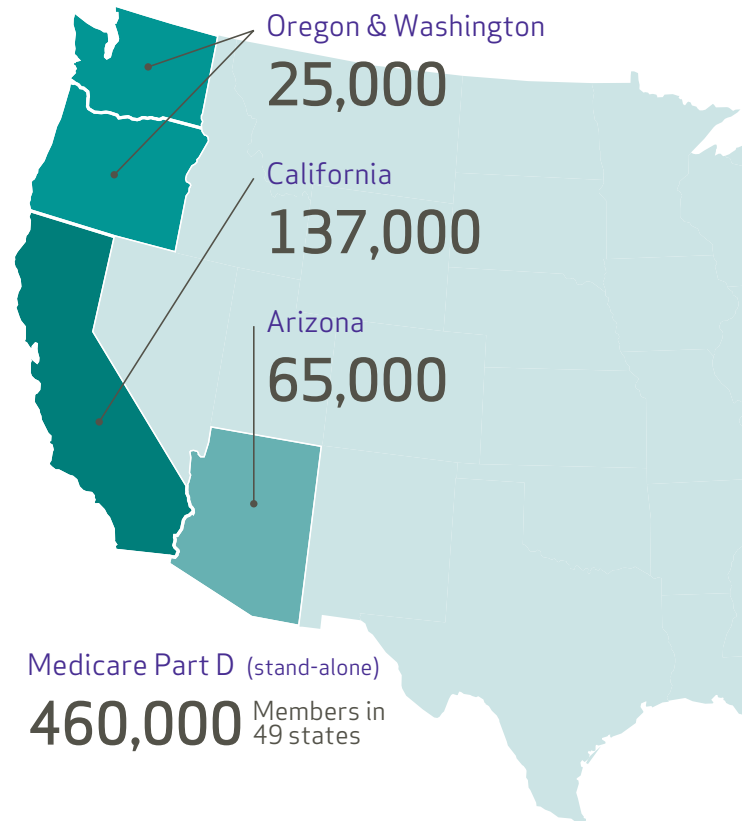 Oregon & Washington
25,000
California
137,000
Arizona
65,000
Medicare Part D (stand-alone)
460,000 Members in
49 states